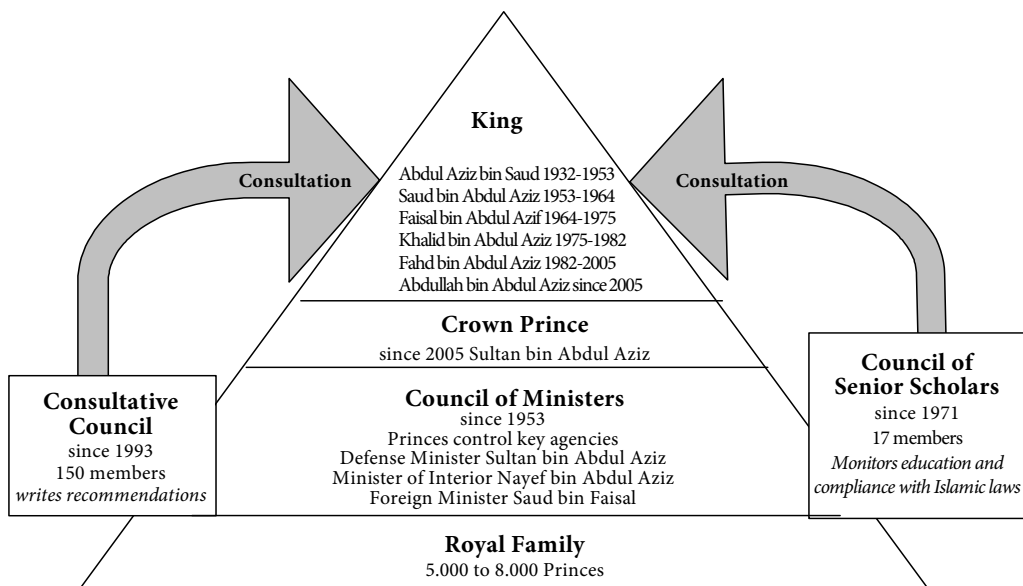 King
Abdul Aziz bin Saud 1932-1953
Saud bin Abdul Aziz 1953-1964
Faisal bin Abdul Azif 1964-1975
Khalid bin Abdul Aziz 1975-1982
Fahd bin Abdul Aziz 1982-2005
Abdullah bin Abdul Aziz since 2005
Consultation
Consultation
Crown Prince
since 2005 Sultan bin Abdul Aziz
Council of Ministers
since 1953
Princes control key agencies
Defense Minister Sultan bin Abdul Aziz
Minister of Interior Nayef bin Abdul Aziz
Foreign Minister Saud bin Faisal
Consultative
Council
since 1993
150 members
writes recommendations
Council of
Senior Scholars
since 1971
17 members
Monitors education and
compliance with Islamic laws
Royal Family
5.000 to 8.000 Princes